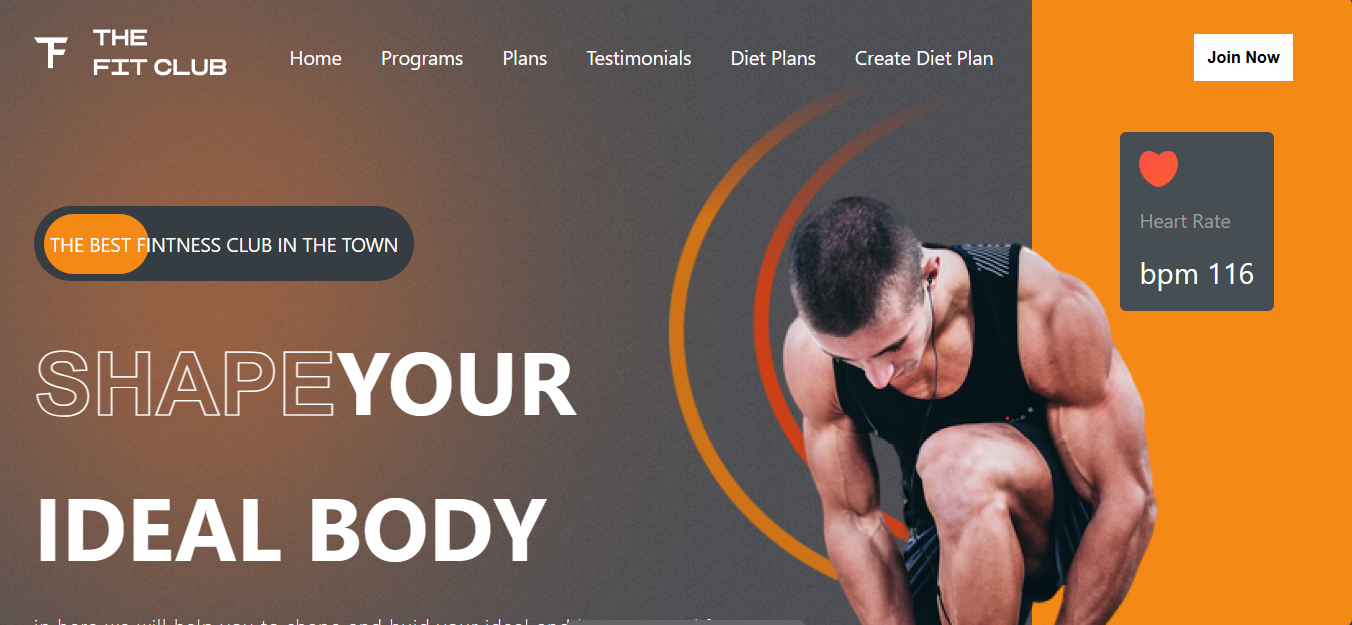 THE
FIT CLUB
Home Programs Plans Testimonials Diet Plans Create Diet Plan
Join Now
Heart Rate
bpm 116
THE BEST FINTNESS CLUB IN THE TOWN
SHAPEYOUR
IDEAL BODY
in here we will help you to shape and buid your ideal and